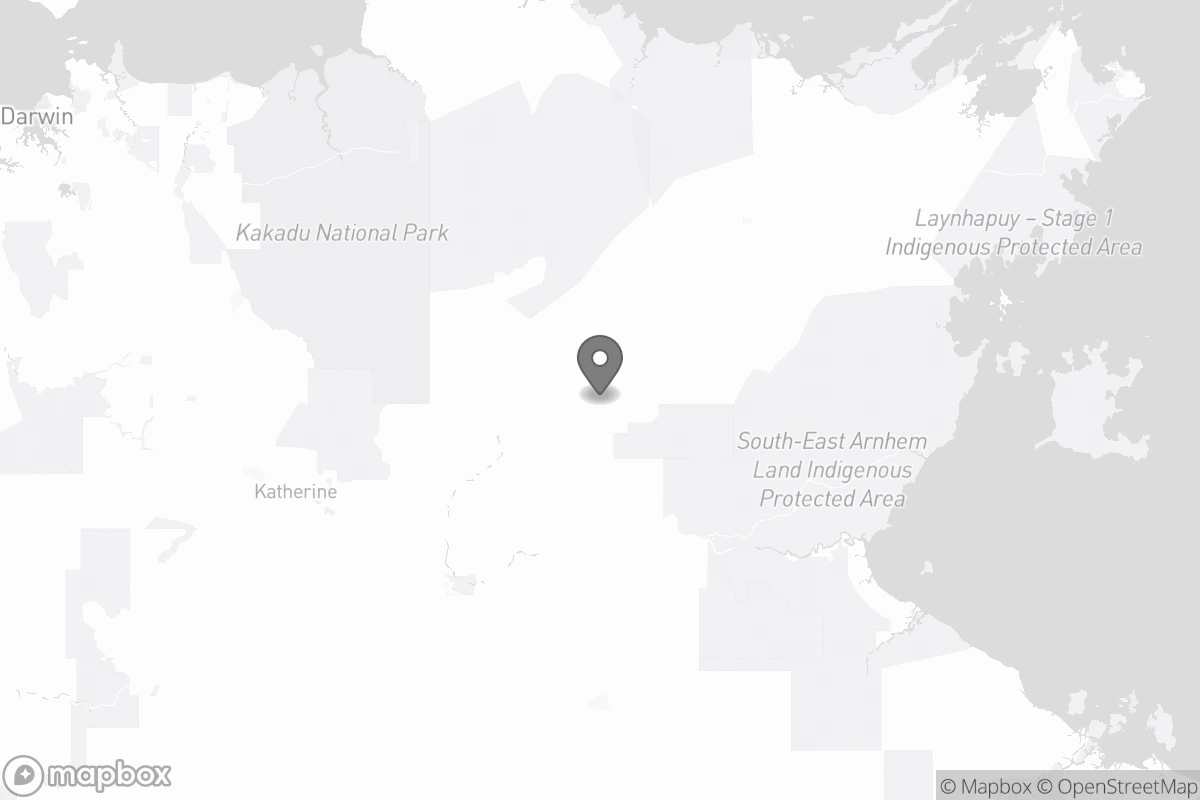 Darwin
Kakadu National Park
Laynhapuy – Stage 1
Indigenous Protected Area
South-East Arnhem
Land Indigenous
Protected Area
Katherine
mapbox
© Mapbox © OpenStreetMap